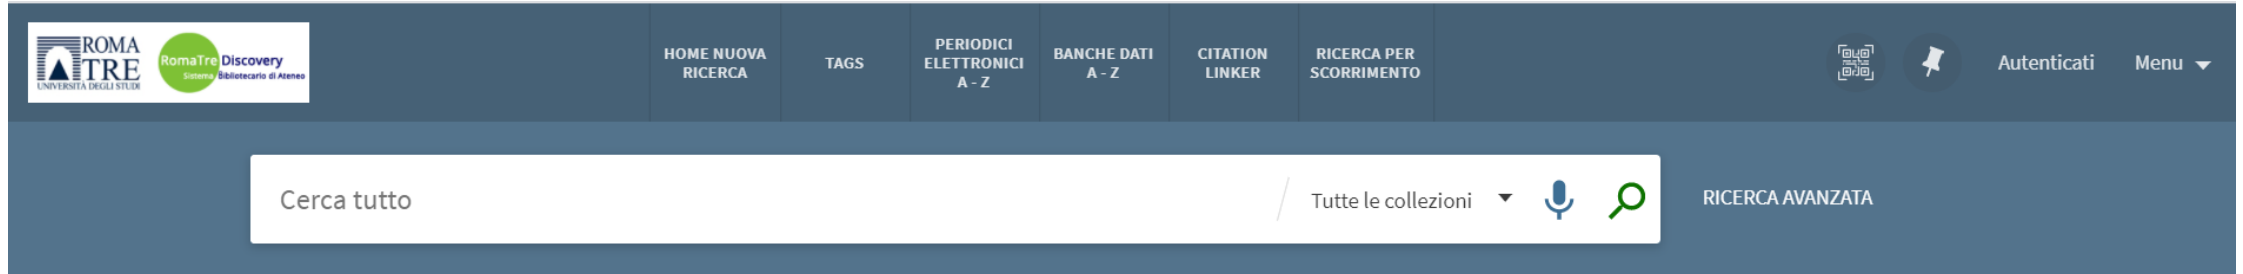 ROMA
TRE
UNIVERSITÀ DEGLI STUDI
RomaTre Discovery
Sistema Bibliotecario di Ateneo
HOME NUOVA
RICERCA
TAGS
PERIODICI
ELETTRONICI
A - Z
BANCHE DATI
A - Z
CITATION
LINKER
RICERCA PER
SCORRIMENTO
Autenticati
Menu
Cerca tutto
Tutte le collezioni
RICERCA AVANZATA